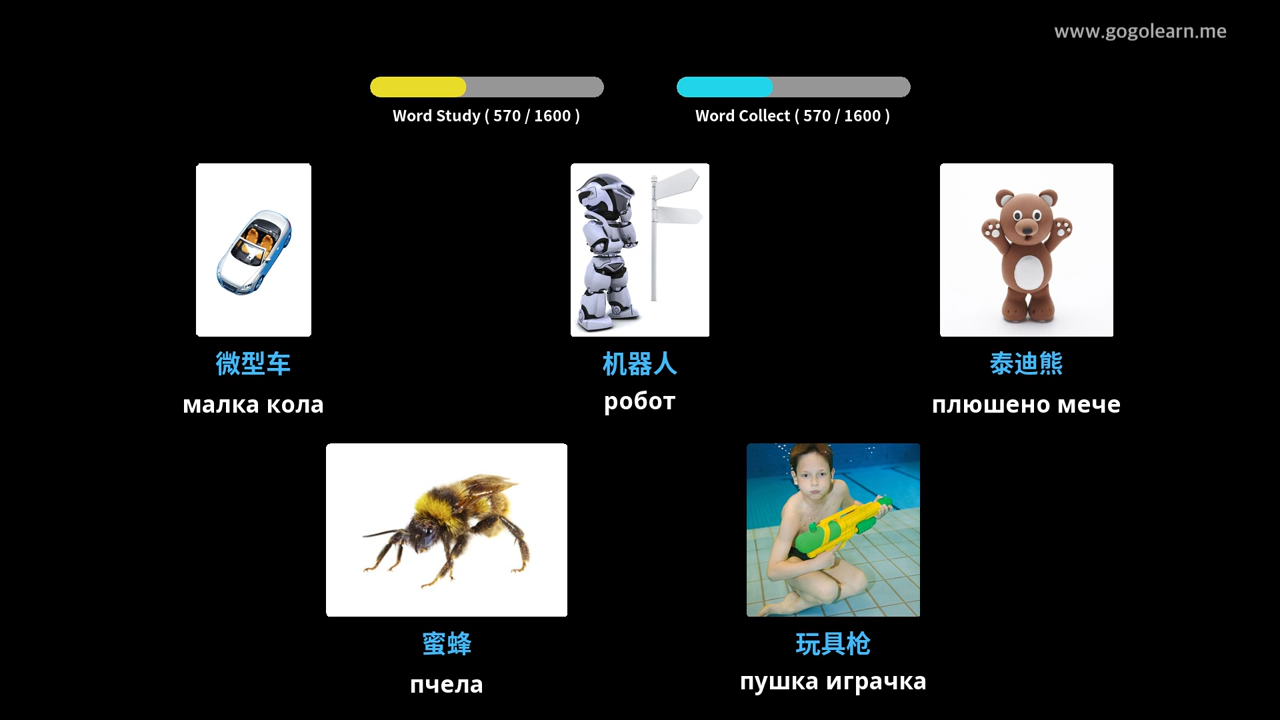 www.gogolearn.me
Word Study ( 570 / 1600 )
Word Collect ( 570 / 1600 )
微型车
малка кола
机器人
робот
泰迪熊
плюшено мече
蜜蜂
пчела
玩具枪
пушка играчка